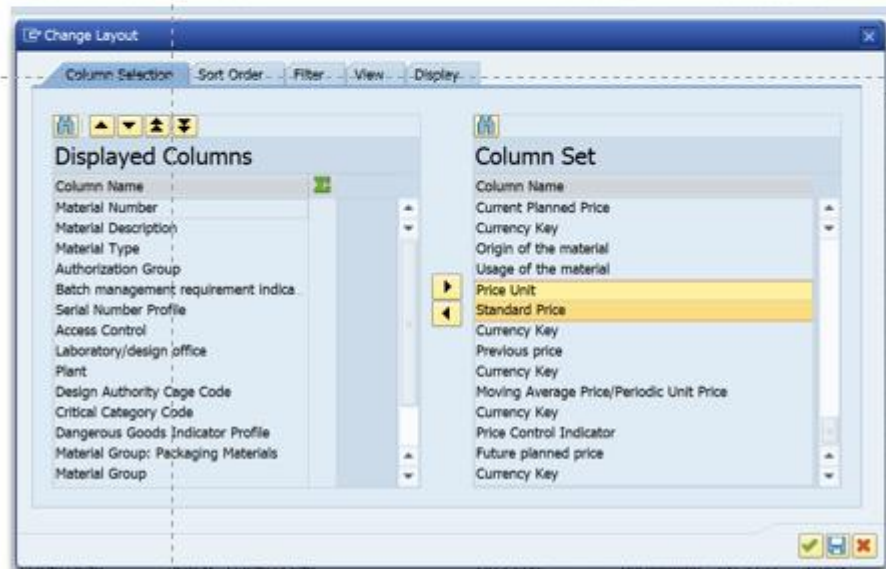 Change Layout
Column Selection Sort Order Filter View Display
Displayed Columns
Column Name
Material Number
Material Description
Material Type
Authorization Group
Batch management requirement indica
Serial Number Profile
Access Control
Laboratory/design office
Plant
Design Authority Cage Code
Critical Category Code
Dangerous Goods Indicator Profile
Material Group: Packaging Materials
Material Group
Column Set
Column Name
Current Planned Price
Currency Key
Origin of the material
Usage of the material
Price Unit
Standard Price
Currency Key
Previous price
Currency Key
Moving Average Price/Periodic Unit Price
Currency Key
Price Control Indicator
Future planned price
Currency Key